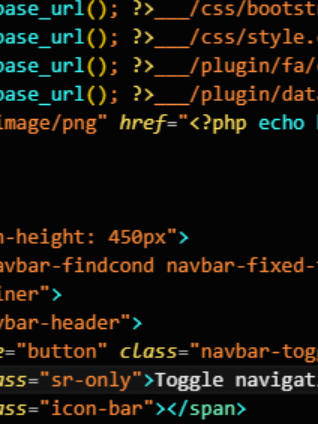 base_url(); ?>___/css/bootst
base_url(); ?>___/css/style.
base_url(); ?>___/plugin/fa/
base_url(); ?>___/plugin/dat
image/png" href="<?php echo
n-height: 450px">
avbar-findcond navbar-fixed-
iner">
vbar-header">
e="button" class="navbar-togg
ass="sr-only">Toggle navigat
ass="icon-bar"></span>